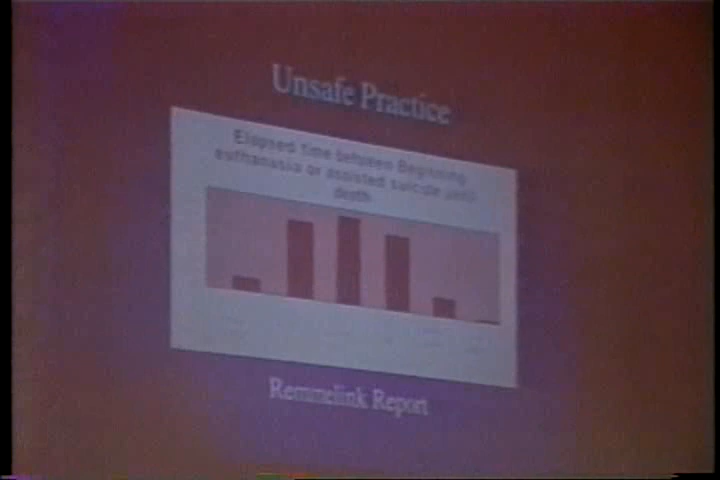 Unsafe Practice
Elapsed Time between Beginning
euthanasia or assisted suicide until
death
Remmelink Report